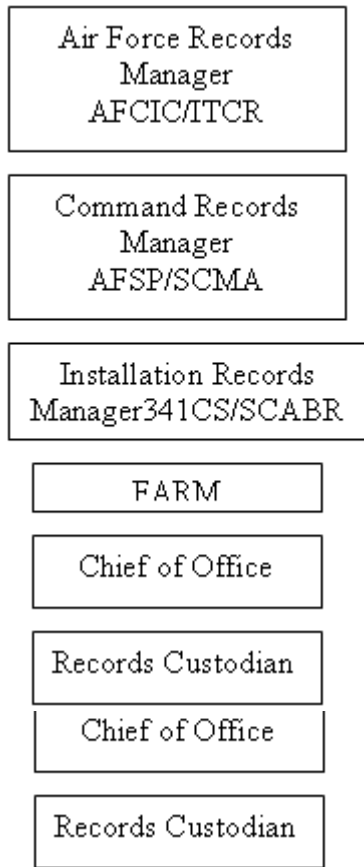 Air Force Records
Manager
AFCIC/ITCR
Command Records
Manager
AFSP/SCMA
Installation Records
Manager341CS/SCABR
FARM
Chief of Office
Records Custodian
Chief of Office
Records Custodian